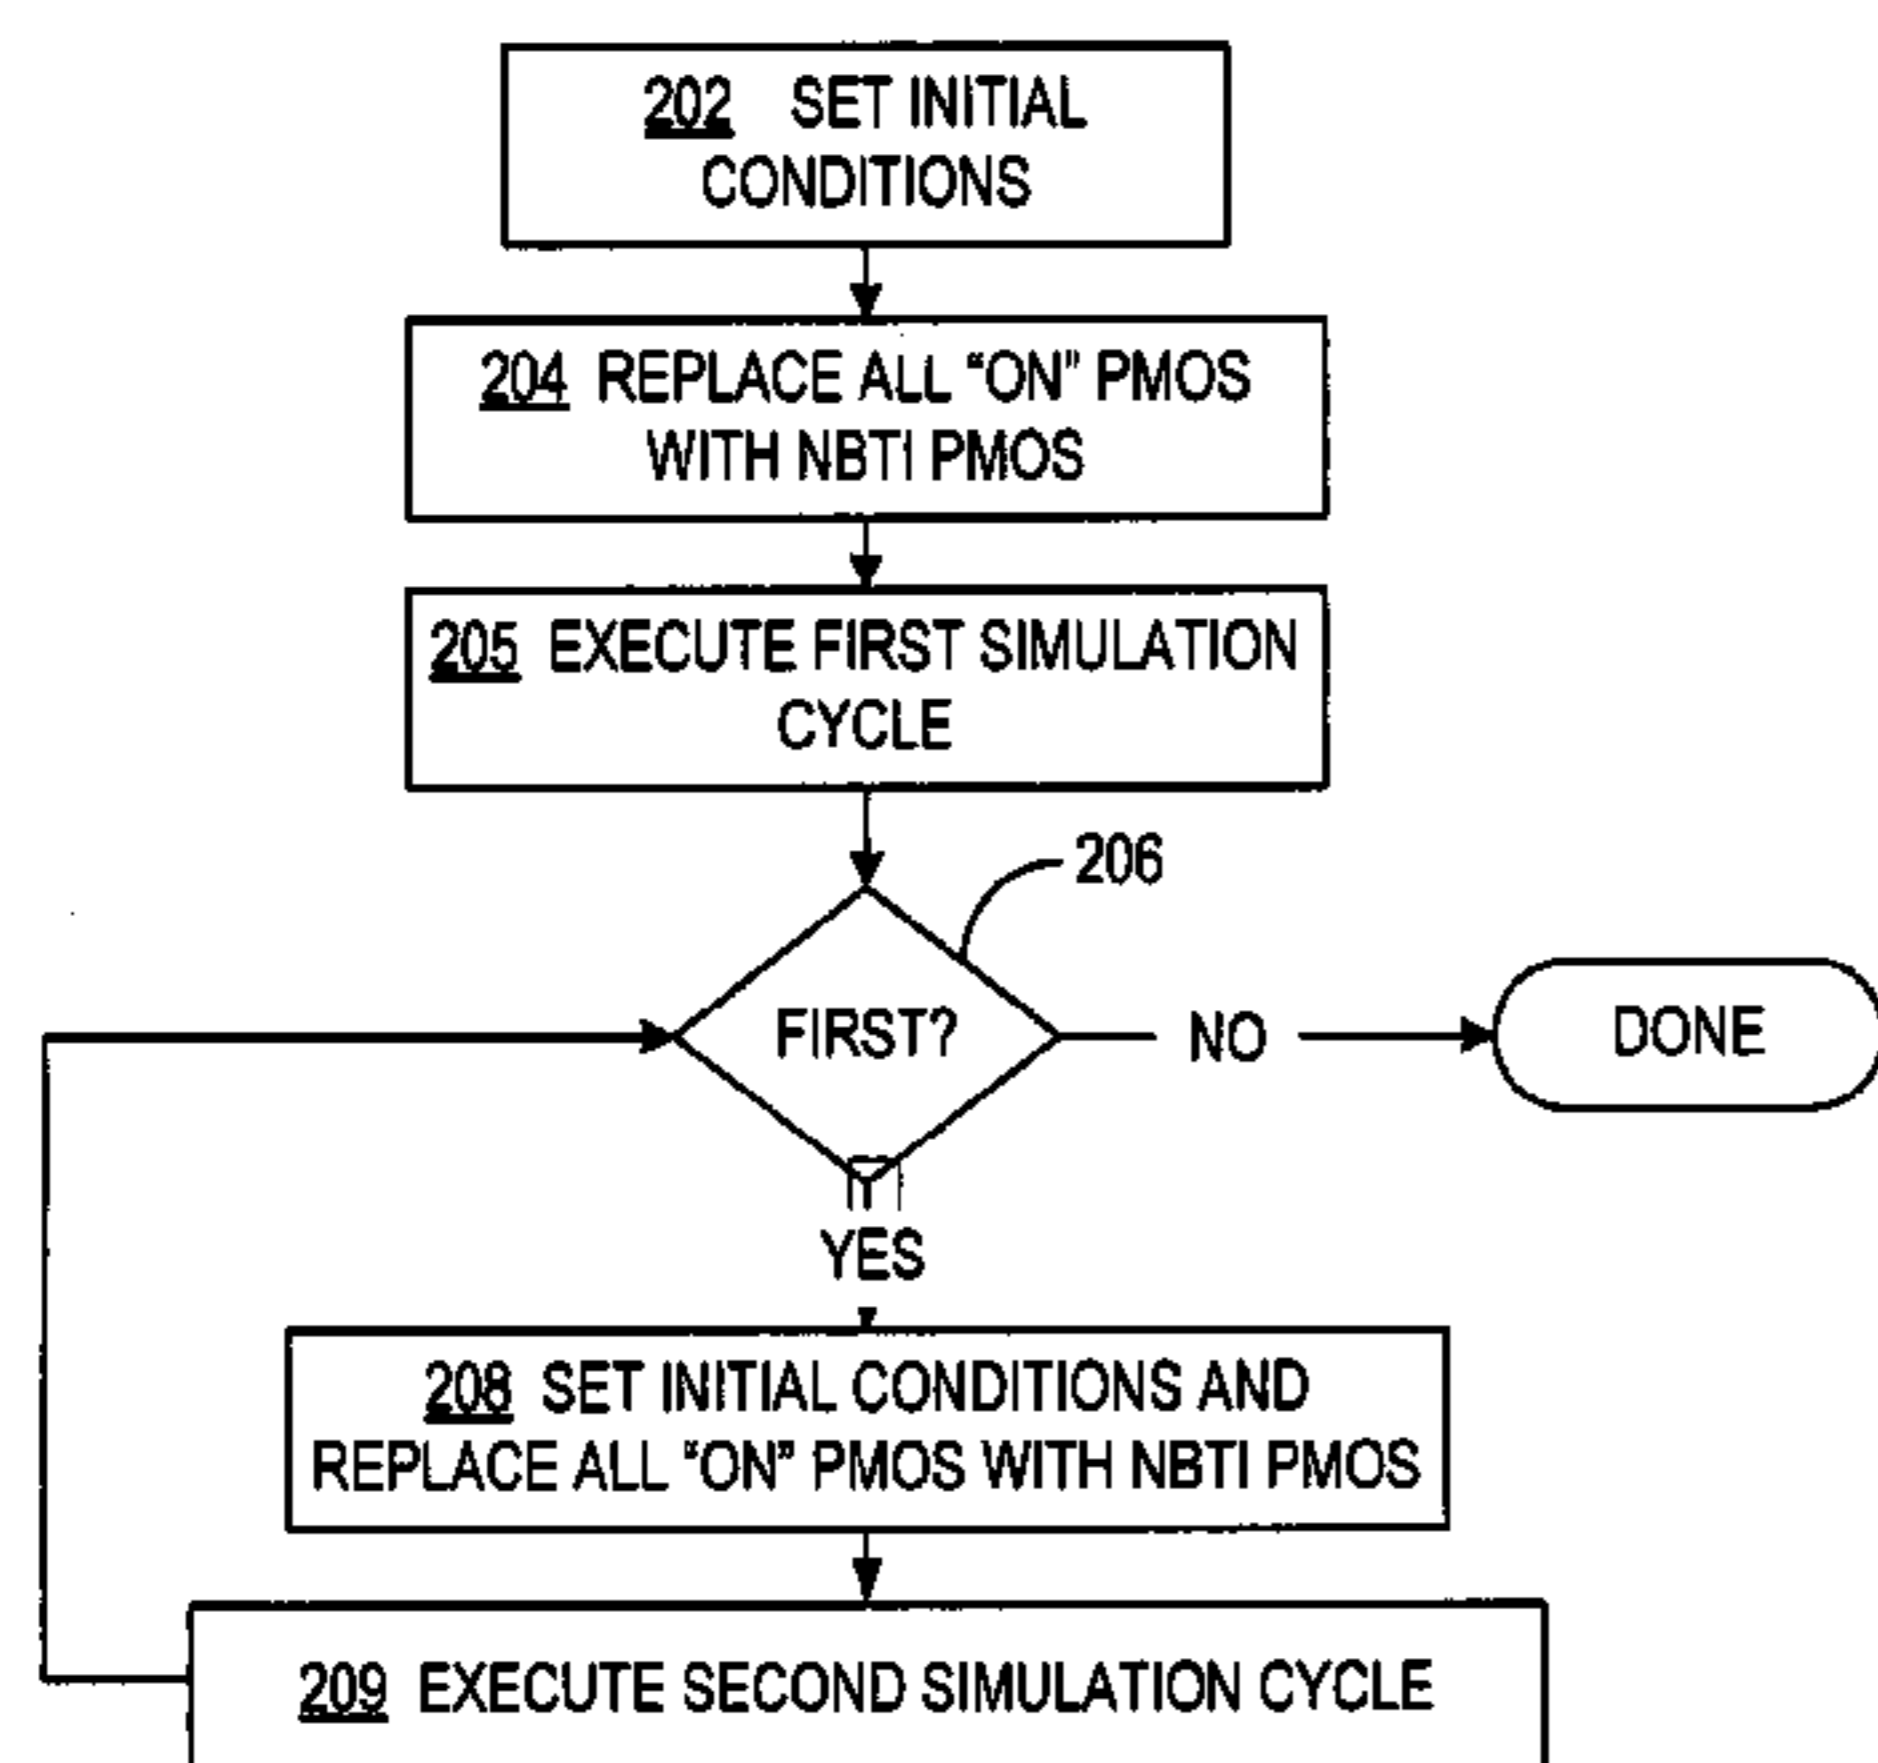 202 SET INITIAL
CONDITIONS
204 REPLACE ALL "ON" PMOS
WITH NBTI PMOS
205 EXECUTE FIRST SIMULATION
CYCLE
206
FIRST?
NO
DONE
YES
208 SET INITIAL CONDITIONS AND
REPLACE ALL "ON" PMOS WITH NBTI PMOS
209 EXECUTE SECOND SIMULATION CYCLE